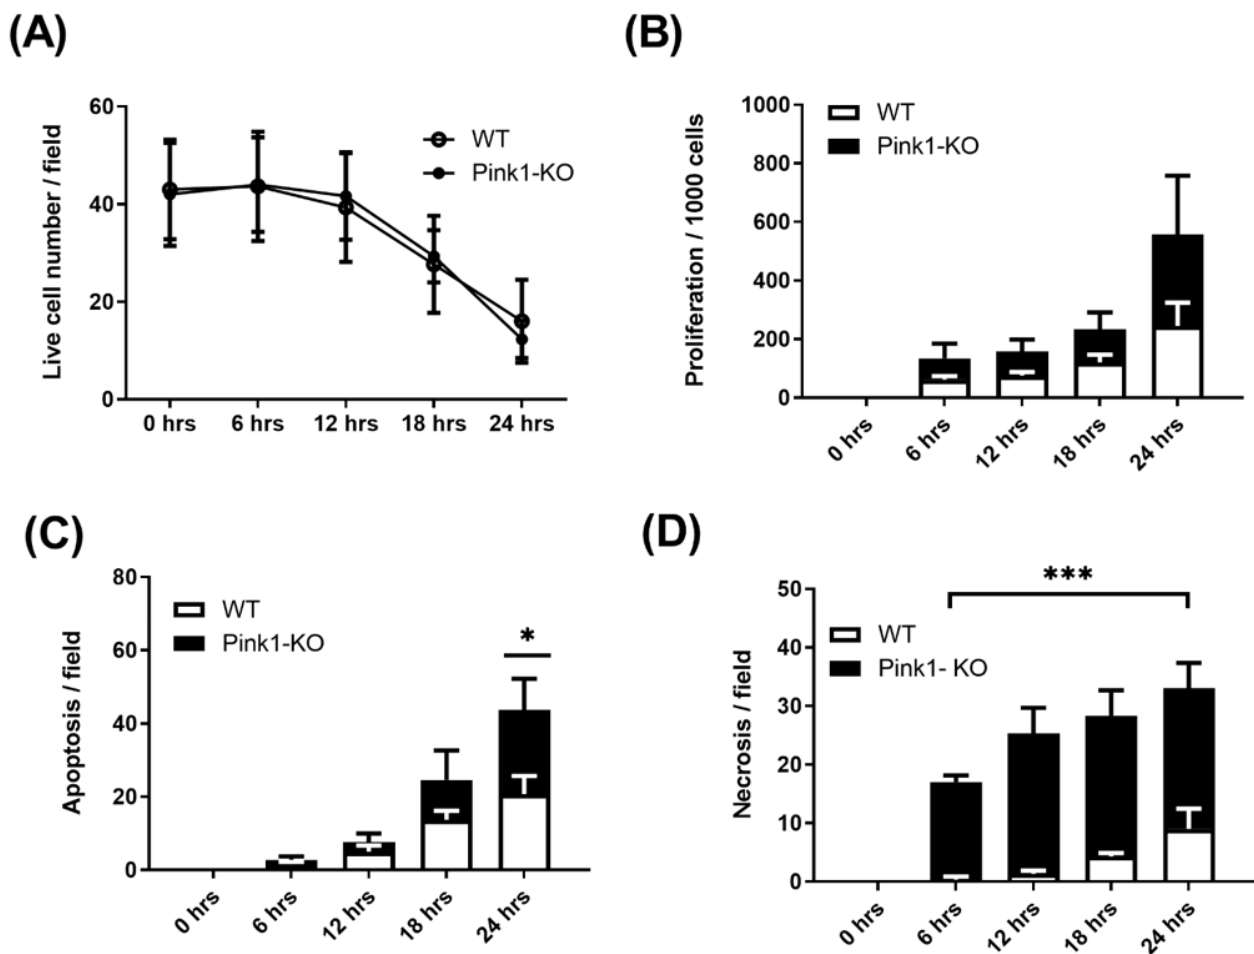 (A)
60
40
20
0
Live cell number / field
WT
Pink1-KO
0 hrs 6 hrs 12 hrs 18 hrs 24 hrs
(B)
1000
800
600
400
200
0
Proliferation / 1000 cells
WT
Pink1-KO
0 hrs 6 hrs 12 hrs 18 hrs 24 hrs
(C)
80
60
40
20
0
Apoptosis / field
WT
Pink1-KO
*
0 hrs 6 hrs 12 hrs 18 hrs 24 hrs
(D)
50
40
30
20
10
0
Necrosis / field
WT
Pink1- KO
***
0 hrs 6 hrs 12 hrs 18 hrs 24 hrs